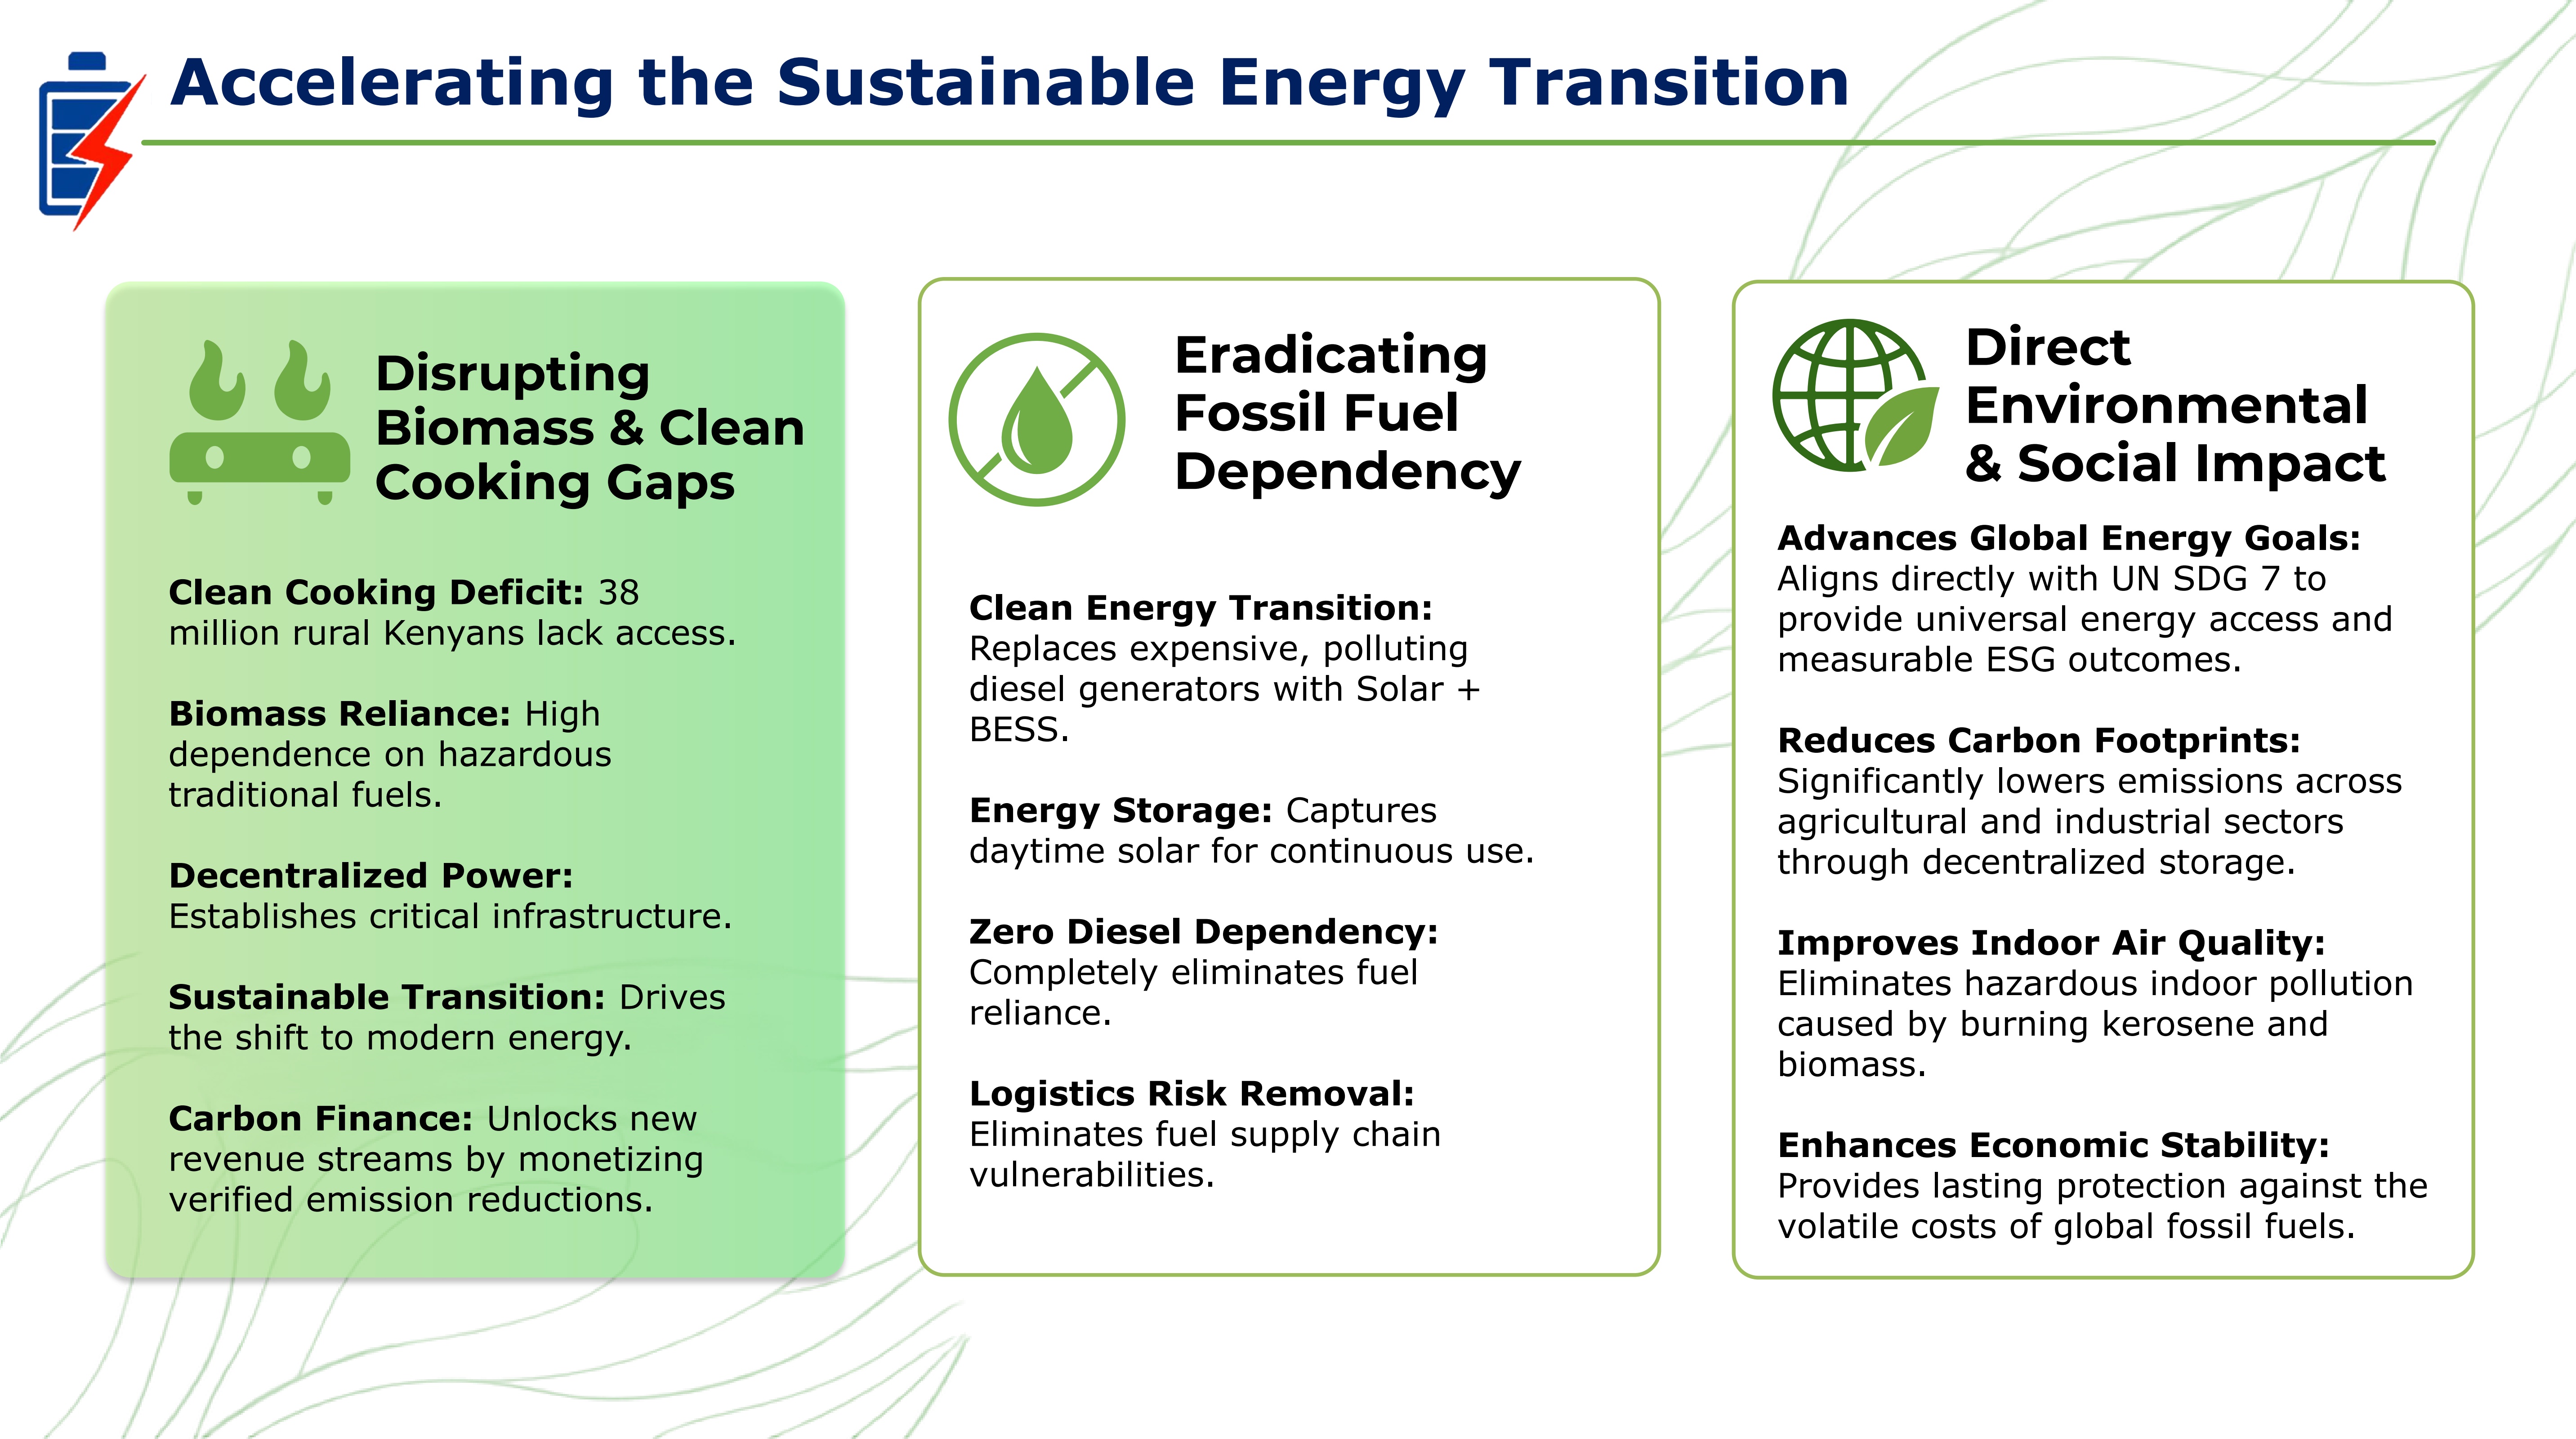 Accelerating the Sustainable Energy Transition
Disrupting
Biomass & Clean
Cooking Gaps
Clean Cooking Deficit: 38
million rural Kenyans lack access.
Biomass Reliance: High
dependence on hazardous
traditional fuels.
Decentralized Power:
Establishes critical infrastructure.
Sustainable Transition: Drives
the shift to modern energy.
Carbon Finance: Unlocks new
revenue streams by monetizing
verified emission reductions.
Eradicating
Fossil Fuel
Dependency
Clean Energy Transition:
Replaces expensive, polluting
diesel generators with Solar +
BESS.
Energy Storage: Captures
daytime solar for continuous use.
Zero Diesel Dependency:
Completely eliminates fuel
reliance.
Logistics Risk Removal:
Eliminates fuel supply chain
vulnerabilities.
Direct
Environmental
& Social Impact
Advances Global Energy Goals:
Aligns directly with UN SDG 7 to
provide universal energy access and
measurable ESG outcomes.
Reduces Carbon Footprints:
Significantly lowers emissions across
agricultural and industrial sectors
through decentralized storage.
Improves Indoor Air Quality:
Eliminates hazardous indoor pollution
caused by burning kerosene and
biomass.
Enhances Economic Stability:
Provides lasting protection against the
volatile costs of global fossil fuels.